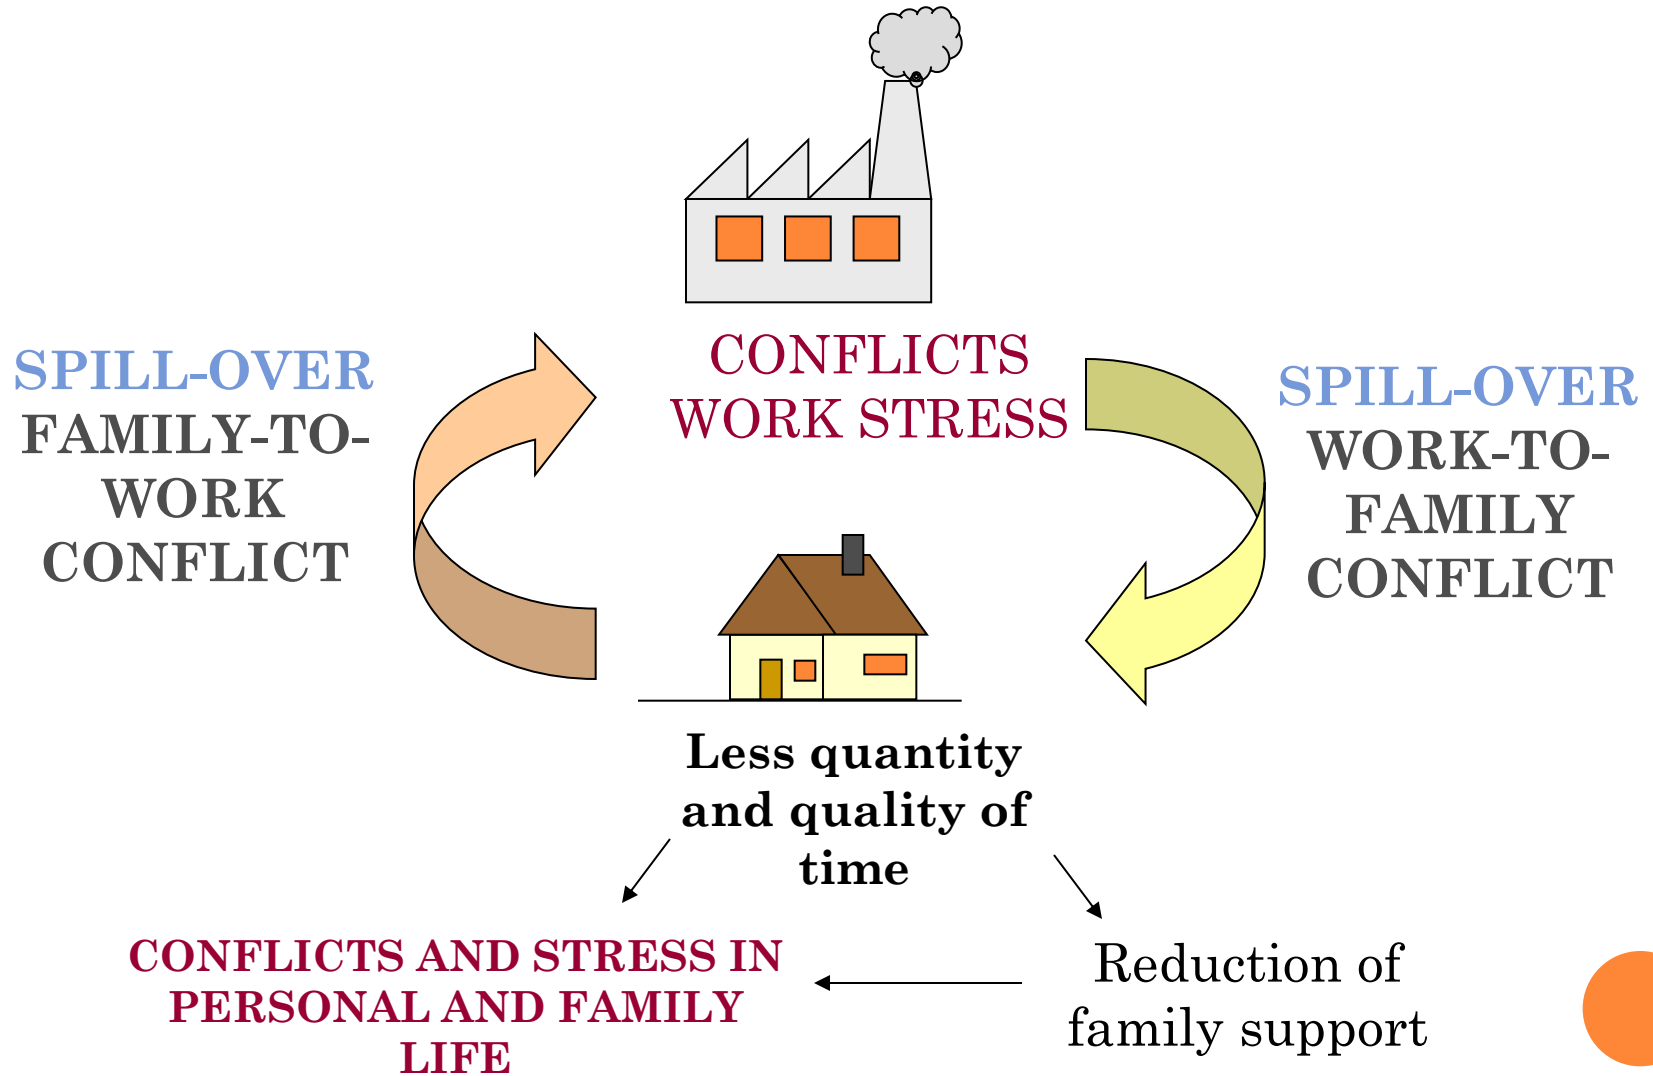 CONFLICTS
WORK STRESS
SPILL-OVER
FAMILY-TO-
WORK
CONFLICT
SPILL-OVER
WORK-TO-
FAMILY
CONFLICT
Less quantity
and quality of
time
CONFLICTS AND STRESS IN
PERSONAL AND FAMILY
LIFE
Reduction of
family support